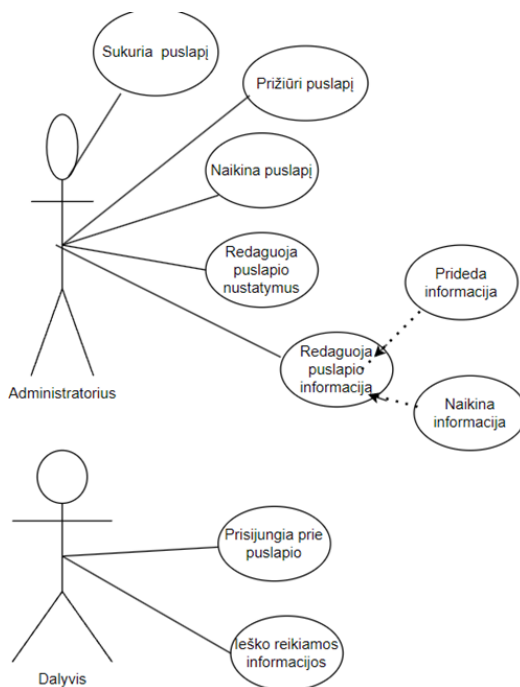 Sukuria puslapį
Prižiūri puslapį
Naikina puslapį
Redaguoja
puslapio
nustatymus
Prideda
informacija
Redaguoja
puslapio
informacija
Naikina
informacija
Administratorius
Prisijungia prie
puslapio
Ieško reikiamos
informacijos
Dalyvis